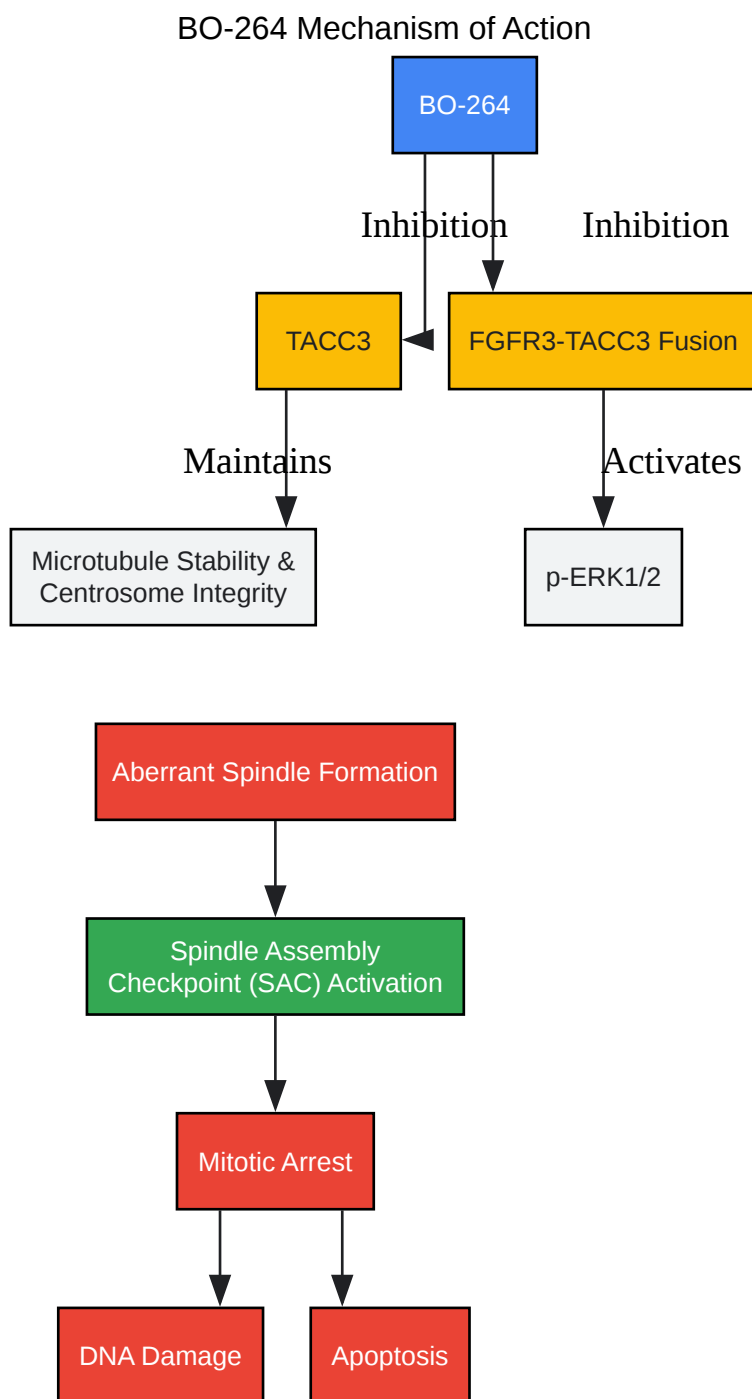 BO-264 Mechanism of Action
BO-264
Inhibition
Inhibition
TACC3
FGFR3-TACC3 Fusion
Maintains
Activates
Microtubule Stability &
Centrosome Integrity
p-ERK1/2
Aberrant Spindle Formation
Spindle Assembly
Checkpoint (SAC) Activation
Mitotic Arrest
DNA Damage
Apoptosis